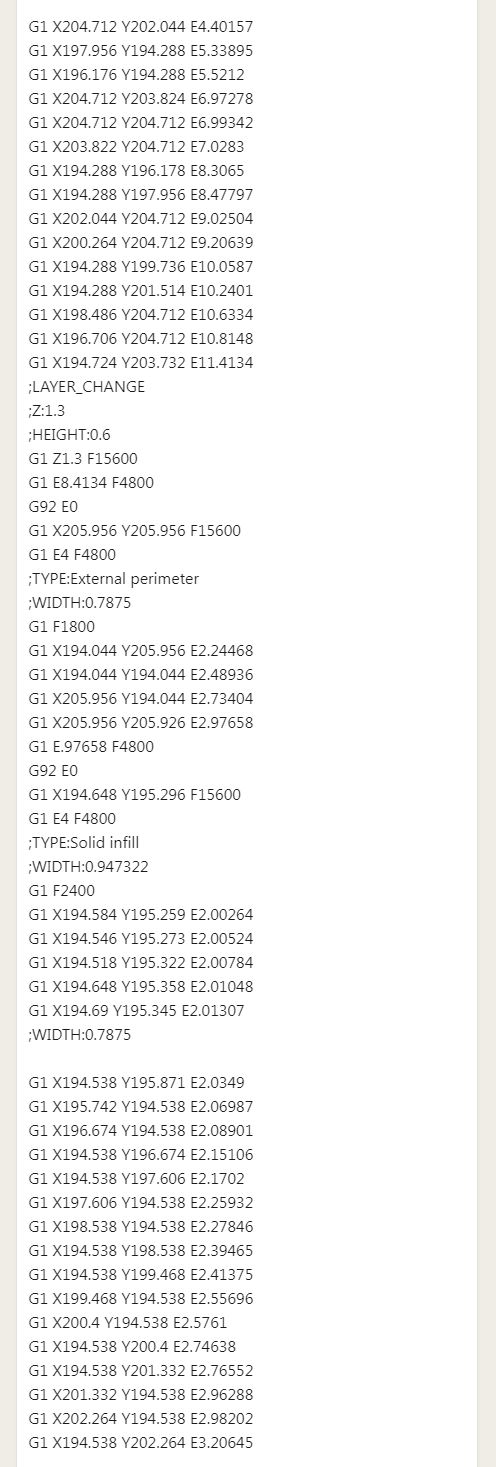 G1 X204.712 Y202.044 E4.40157
G1 X197.956 Y194.288 E5.33895
G1 X196.176 Y194.288 E5.5212
G1 X204.712 Y203.824 E6.97278
G1 X204.712 Y204.712 E6.99342
G1 X203.822 Y204.712 E7.0283
G1 X194.288 Y196.178 E8.3065
G1 X194.288 Y197.956 E8.47797
G1 X202.044 Y204.712 E9.02504
G1 X200.264 Y204.712 E9.20639
G1 X194.288 Y199.736 E10.0587
G1 X194.288 Y201.514 E10.2401
G1 X198.486 Y204.712 E10.6334
G1 X196.706 Y204.712 E10.8148
G1 X194.724 Y203.732 E11.4134
;LAYER_CHANGE
;Z:1.3
;HEIGHT:0.6
G1 Z1.3 F15600
G1 E8.4134 F4800
G92 E0
G1 X205.956 Y205.956 F15600
G1 E4 F4800
;TYPE:External perimeter
;WIDTH:0.7875
G1 F1800
G1 X194.044 Y205.956 E2.24468
G1 X194.044 Y194.044 E2.48936
G1 X205.956 Y194.044 E2.73404
G1 X205.956 Y205.926 E2.97658
G1 E.97658 F4800
G92 E0
G1 X194.648 Y195.296 F15600
G1 E4 F4800
;TYPE:Solid infill
;WIDTH:0.947322
G1 F2400
G1 X194.584 Y195.259 E2.00264
G1 X194.546 Y195.273 E2.00524
G1 X194.518 Y195.322 E2.00784
G1 X194.648 Y195.358 E2.01048
G1 X194.69 Y195.345 E2.01307
;WIDTH:0.7875
G1 X194.538 Y195.871 E2.0349
G1 X195.742 Y194.538 E2.06987
G1 X196.674 Y194.538 E2.08901
G1 X194.538 Y196.674 E2.15106
G1 X194.538 Y197.606 E2.1702
G1 X197.606 Y194.538 E2.25932
G1 X198.538 Y194.538 E2.27846
G1 X194.538 Y198.538 E2.39465
G1 X194.538 Y199.468 E2.41375
G1 X199.468 Y194.538 E2.55696
G1 X200.4 Y194.538 E2.5761
G1 X194.538 Y200.4 E2.74638
G1 X194.538 Y201.332 E2.76552
G1 X201.332 Y194.538 E2.96288
G1 X202.264 Y194.538 E2.98202
G1 X194.538 Y202.264 E3.20645